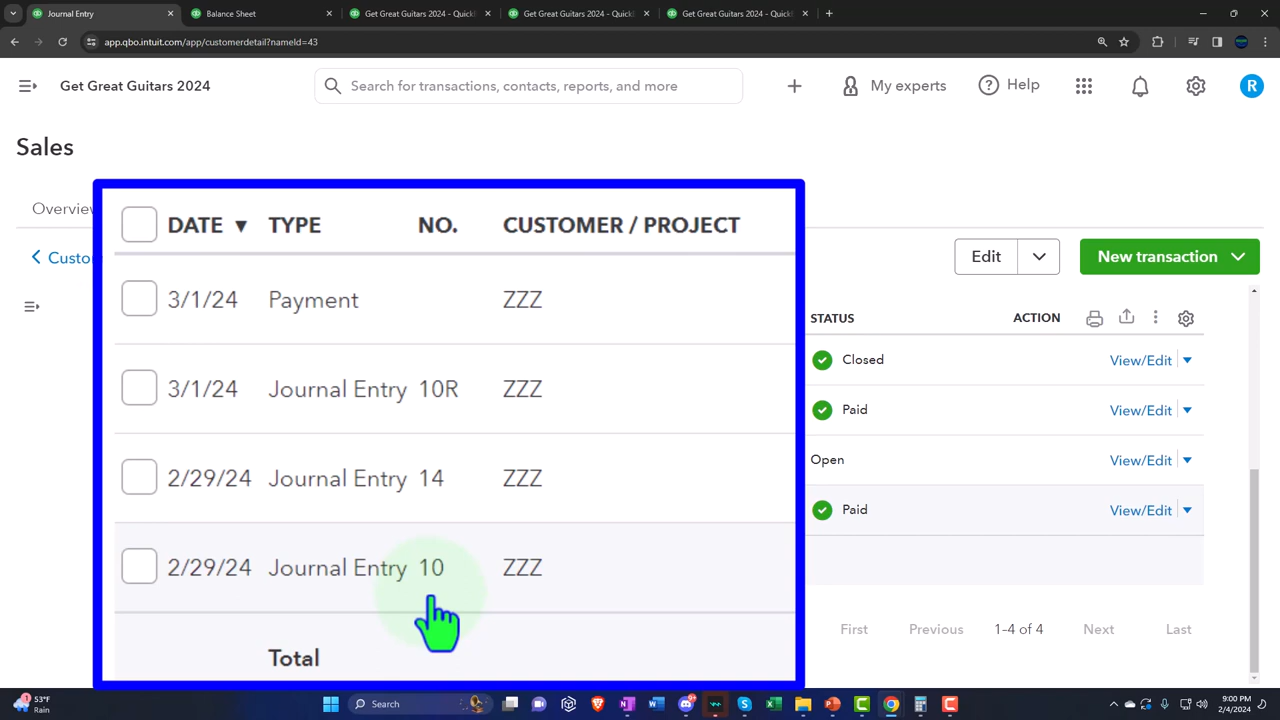 Journal Entry
Balance Sheet
Get Great Guitars 2024 - Quick
Get Great Guitars 2024 - Quick
Get Great Guitars 2024 - Quick
app.qbo.intuit.com/app/customerdetail?nameId=43
Get Great Guitars 2024
Search for transactions, contacts, reports, and more
My experts
Help
R
Sales
Overview
Custo
Edit
New transaction
DATE ▼ TYPE NO. CUSTOMER / PROJECT
STATUS ACTION
3/1/24 Payment ZZZ
Closed View/Edit
3/1/24 Journal Entry 10R ZZZ
Paid View/Edit
2/29/24 Journal Entry 14 ZZZ
Open View/Edit
2/29/24 Journal Entry 10 ZZZ
Paid View/Edit
Total
First Previous 1–4 of 4 Next Last
53°F
Rain
Search
9:00 PM
2/4/2024